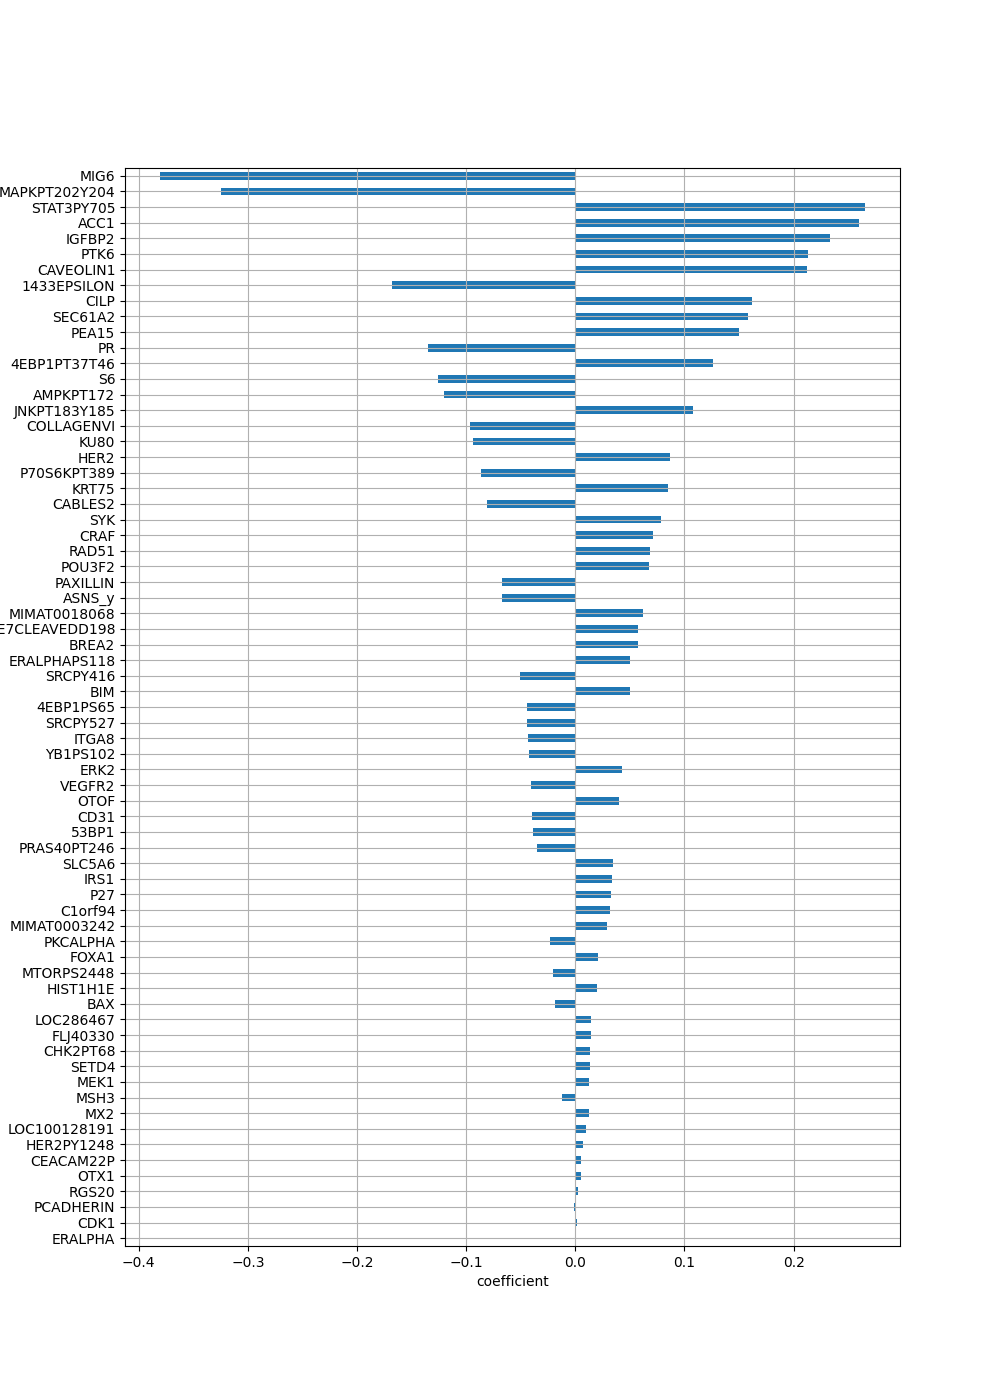 MIG6
MAPKPT202Y204
STAT3PY705
ACC1
IGFBP2
PTK6
CAVEOLIN1
1433EPSILON
CILP
SEC61A2
PEA15
PR
4EBP1PT37T46
S6
AMPKPT172
JNKPT183Y185
COLLAGENVI
KU80
HER2
P70S6KPT389
KRT75
CABLES2
SYK
CRAF
RAD51
POU3F2
PAXILLIN
ASNS_y
MIMAT0018068
E7CLEAVEDD198
BREA2
ERALPHAPS118
SRCPY416
BIM
4EBP1PS65
SRCPY527
ITGA8
YB1PS102
ERK2
VEGFR2
OTOF
CD31
53BP1
PRAS40PT246
SLC5A6
IRS1
P27
C1orf94
MIMAT0003242
PKCALPHA
FOXA1
MTORPS2448
HIST1H1E
BAX
LOC286467
FLJ40330
CHK2PT68
SETD4
MEK1
MSH3
MX2
LOC100128191
HER2PY1248
CEACAM22P
OTX1
RGS20
PCADHERIN
CDK1
ERALPHA
−0.4 −0.3 −0.2 −0.1 0.0 0.1 0.2
coefficient